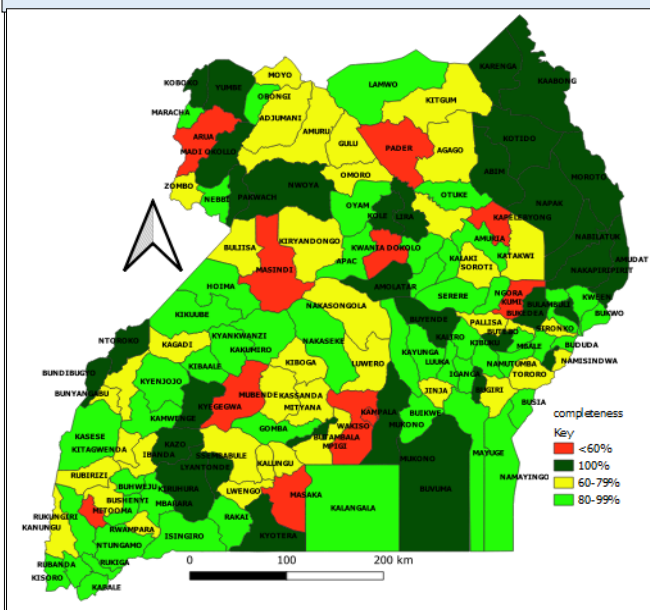 MOYO
KARENGA
KOBOKO
YUMBE
LAMWO
KAABONG
OBONGI
KITGUM
MARACHA
ADJUMANI
AMURU
ARUA
GULU
PADER
KOTIDO
MADI OKOLLO
AGAGO
ABIM
MOROTO
OMORO
ZOMBO
NWOYA
OTUKE
NEBBI
PAKWACH
OYAM
NAPAK
KOLE
LIRA
KAPELEBYONG
BULIISA
KIRYANDONGO
AMURIA
NABILATUK
KWANIA
DOKOLO
KATAKWI
AMUDAT
APAC
KALAKI
SOROTI
NAKAPIRIPIRIT
MASINDI
HOIMA
AMOLATAR
SERERE
NGORA
KUMI
KWEEN
NAKASONGOLA
BULAMBULI
BUKEDEA
BUKWO
KIKUUBE
BUYENDE
PALLISA
SIRONKO
NTOROKO
KYANKWANZI
NAKASEKE
KALIRO
KIBUKU
MBALE
BUDUDA
KAGADI
KAKUMIRO
KAYUNGA
KIBOGA
LUWERO
LUUKA
NAMUTUMBA
NAMISINDWA
BUNDIBUGYO
KIBAALE
IGANGA
TORORO
BUNYANGABU
KYENJOJO
MUBENDE
KASSANDA
JINJA
BUGIRI
KYEGEGWA
MITYANA
KAMPALA
BUSIA
KAMWENGE
WAKISO
BUIKWE
GOMBA
BUTAMBALA
MUKONO
KASESE
KAZO
MPIGI
completeness
KITAGWENDA
IBANDA
SSEMBABULE
MUKONO
MAYUGE
Key
RUBIRIZI
LYANTONDE
KALUNGU
<60%
BUHWEJU
KIRUHURA
NAMAYINGO
100%
BUSHENYI
LWENGO
MASAKA
BUVUMA
60-79%
RUKUNGIRI
MITOOMA
MBARARA
KALANGALA
80-99%
KANUNGU
RWAMPARA
RAKAI
NTUNGAMO
ISINGIRO
KYOTERA
RUBANDA
RUKIGA
KISORO
KABALE
0
100
200 km